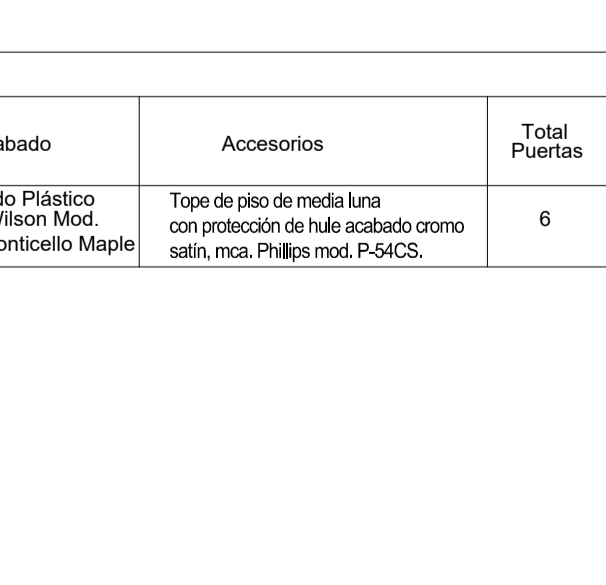 abado
Accesorios
Total
Puertas
do Plástico
Wilson Mod.
onticello Maple
Tope de piso de media luna
con protección de hule acabado cromo
satín, mca. Phillips mod. P-54CS.
6